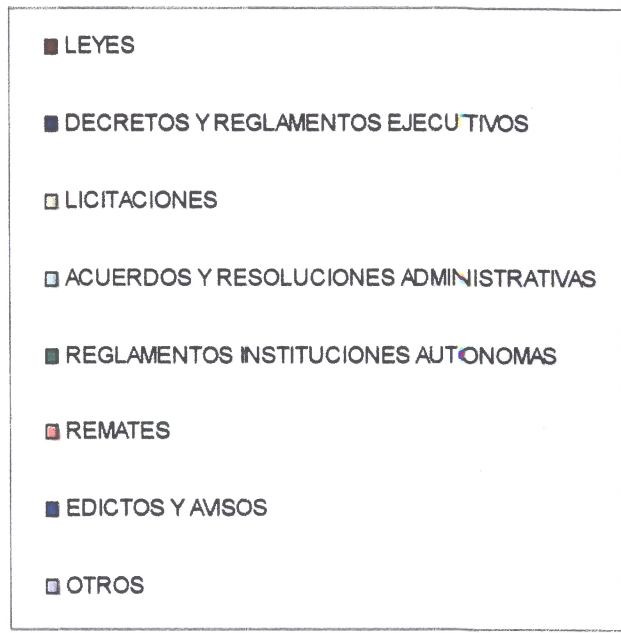 LEYES
DECRETOS Y REGLAMENTOS EJECUTIVOS
LICITACIONES
ACUERDOS Y RESOLUCIONES ADMINISTRATIVAS
REGLAMENTOS INSTITUCIONES AUTONOMAS
REMATES
EDICTOS Y AVISOS
OTROS